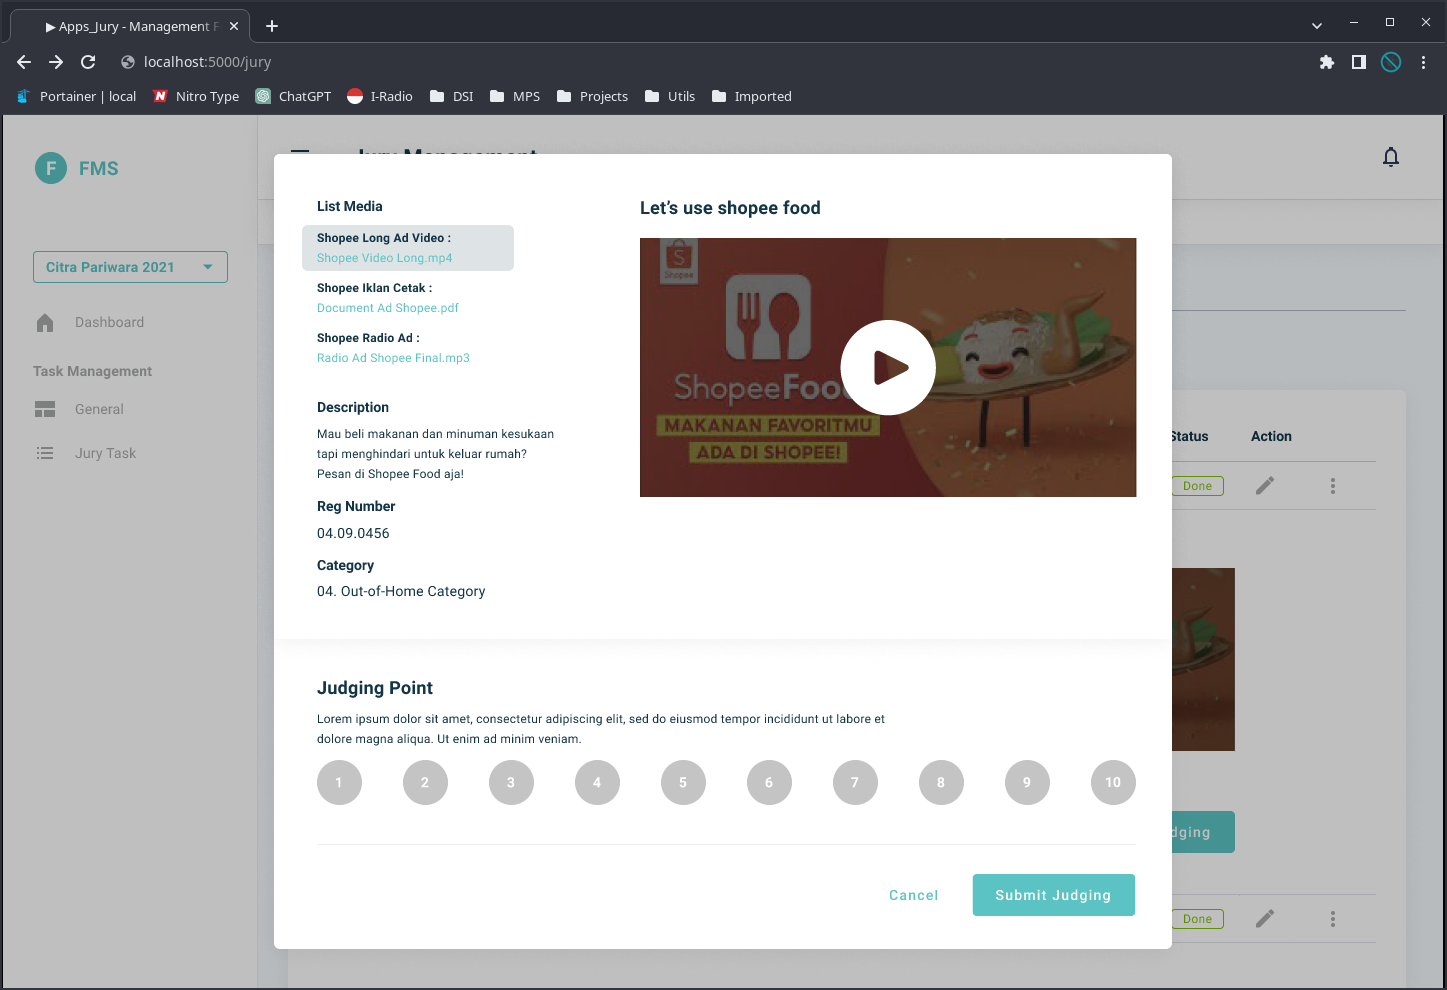 ▶ Apps_Jury - Management F
localhost:5000/jury
Portainer | local
Nitro Type
ChatGPT
I-Radio
DSI
MPS
Projects
Utils
Imported
F FMS
Jury Management
Citra Pariwara 2021
Dashboard
Task Management
General
Jury Task
List Media
Shopee Long Ad Video :
Shopee Video Long.mp4
Shopee Iklan Cetak :
Document Ad Shopee.pdf
Shopee Radio Ad :
Radio Ad Shopee Final.mp3
Description
Mau beli makanan dan minuman kesukaan
tapi menghindari untuk keluar rumah?
Pesan di Shopee Food aja!
Reg Number
04.09.0456
Category
04. Out-of-Home Category
Let’s use shopee food
S
Shopee
ShopeeFoo
MAKANAN FAVORITMU
ADA DI SHOPEE!
Status
Action
Done
Judging Point
Lorem ipsum dolor sit amet, consectetur adipiscing elit, sed do eiusmod tempor incididunt ut labore et
dolore magna aliqua. Ut enim ad minim veniam.
1 2 3 4 5 6 7 8 9 10
dging
Cancel
Submit Judging
Done